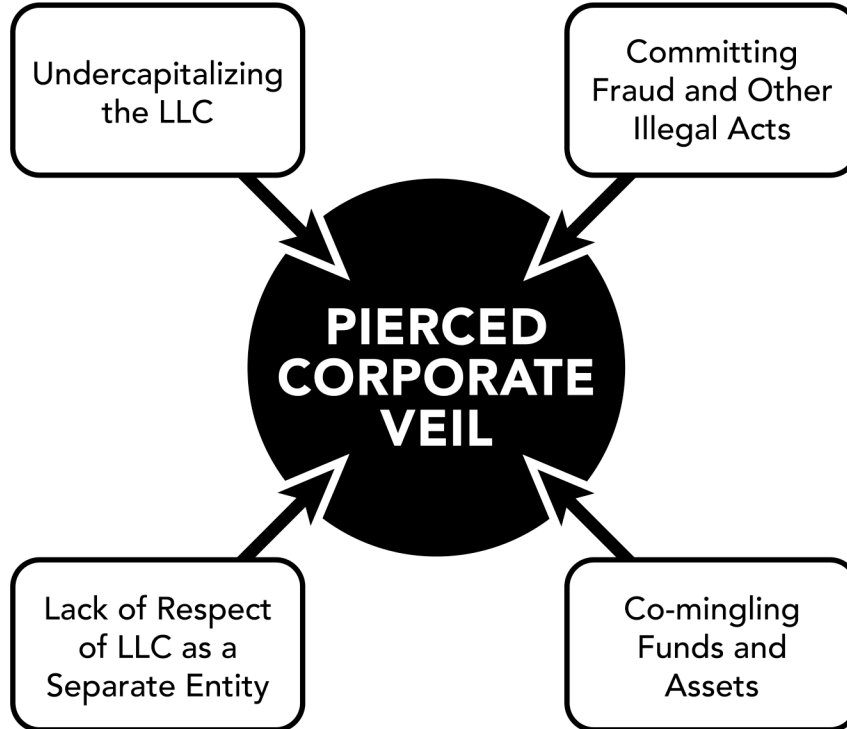 Undercapitalizing
the LLC
Committing
Fraud and Other
Illegal Acts
PIERCED
CORPORATE
VEIL
Lack of Respect
of LLC as a
Separate Entity
Co-mingling
Funds and
Assets